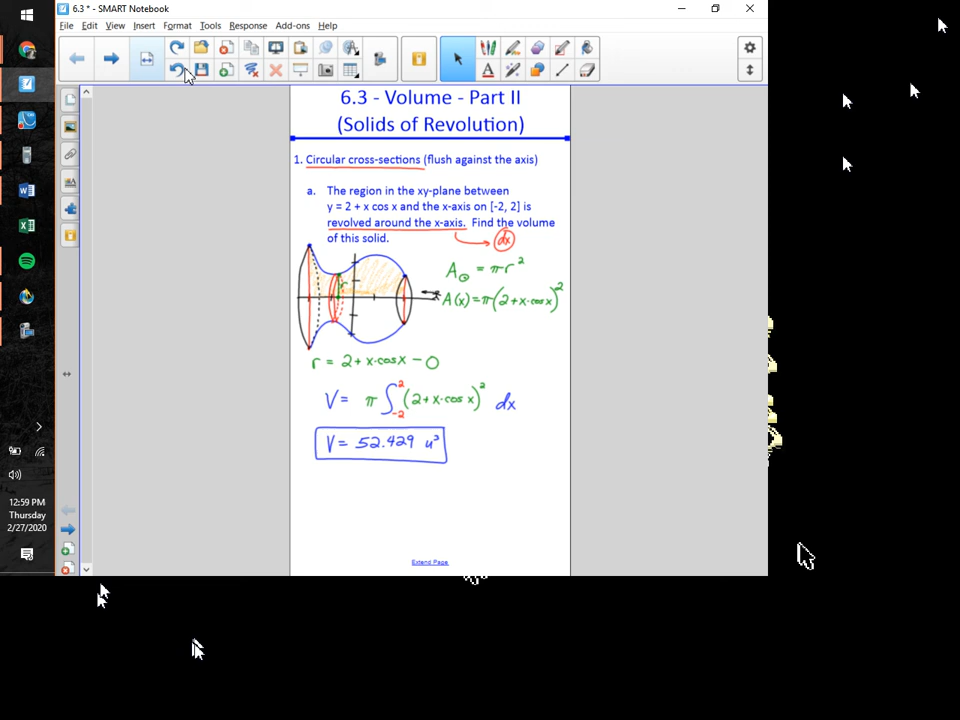 6.3 * - SMART Notebook
File Edit View Insert Format Tools Response Add-ons Help
6.3 - Volume - Part II
(Solids of Revolution)
1. Circular cross-sections (flush against the axis)
a. The region in the xy-plane between
y = 2 + x cos x and the x-axis on [-2, 2] is
revolved around the x-axis. Find the volume
of this solid.
dx
A⊙ = πr²
r
A(x) = π(2+x·cosx)²
r = 2+ x·cosx - 0
V = π ∫₋₂² (2+x·cos x)² dx
V = 52.429 u³
Extend Page
12:59 PM
Thursday
2/27/2020